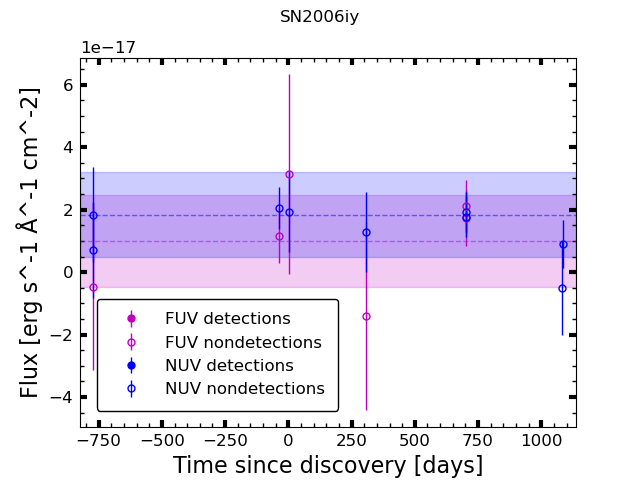 SN2006iy
1e−17
6
4
2
0
−2
−4
Flux [erg s^-1 Å^-1 cm^-2]
FUV detections
FUV nondetections
NUV detections
NUV nondetections
−750 −500 −250 0 250 500 750 1000
Time since discovery [days]